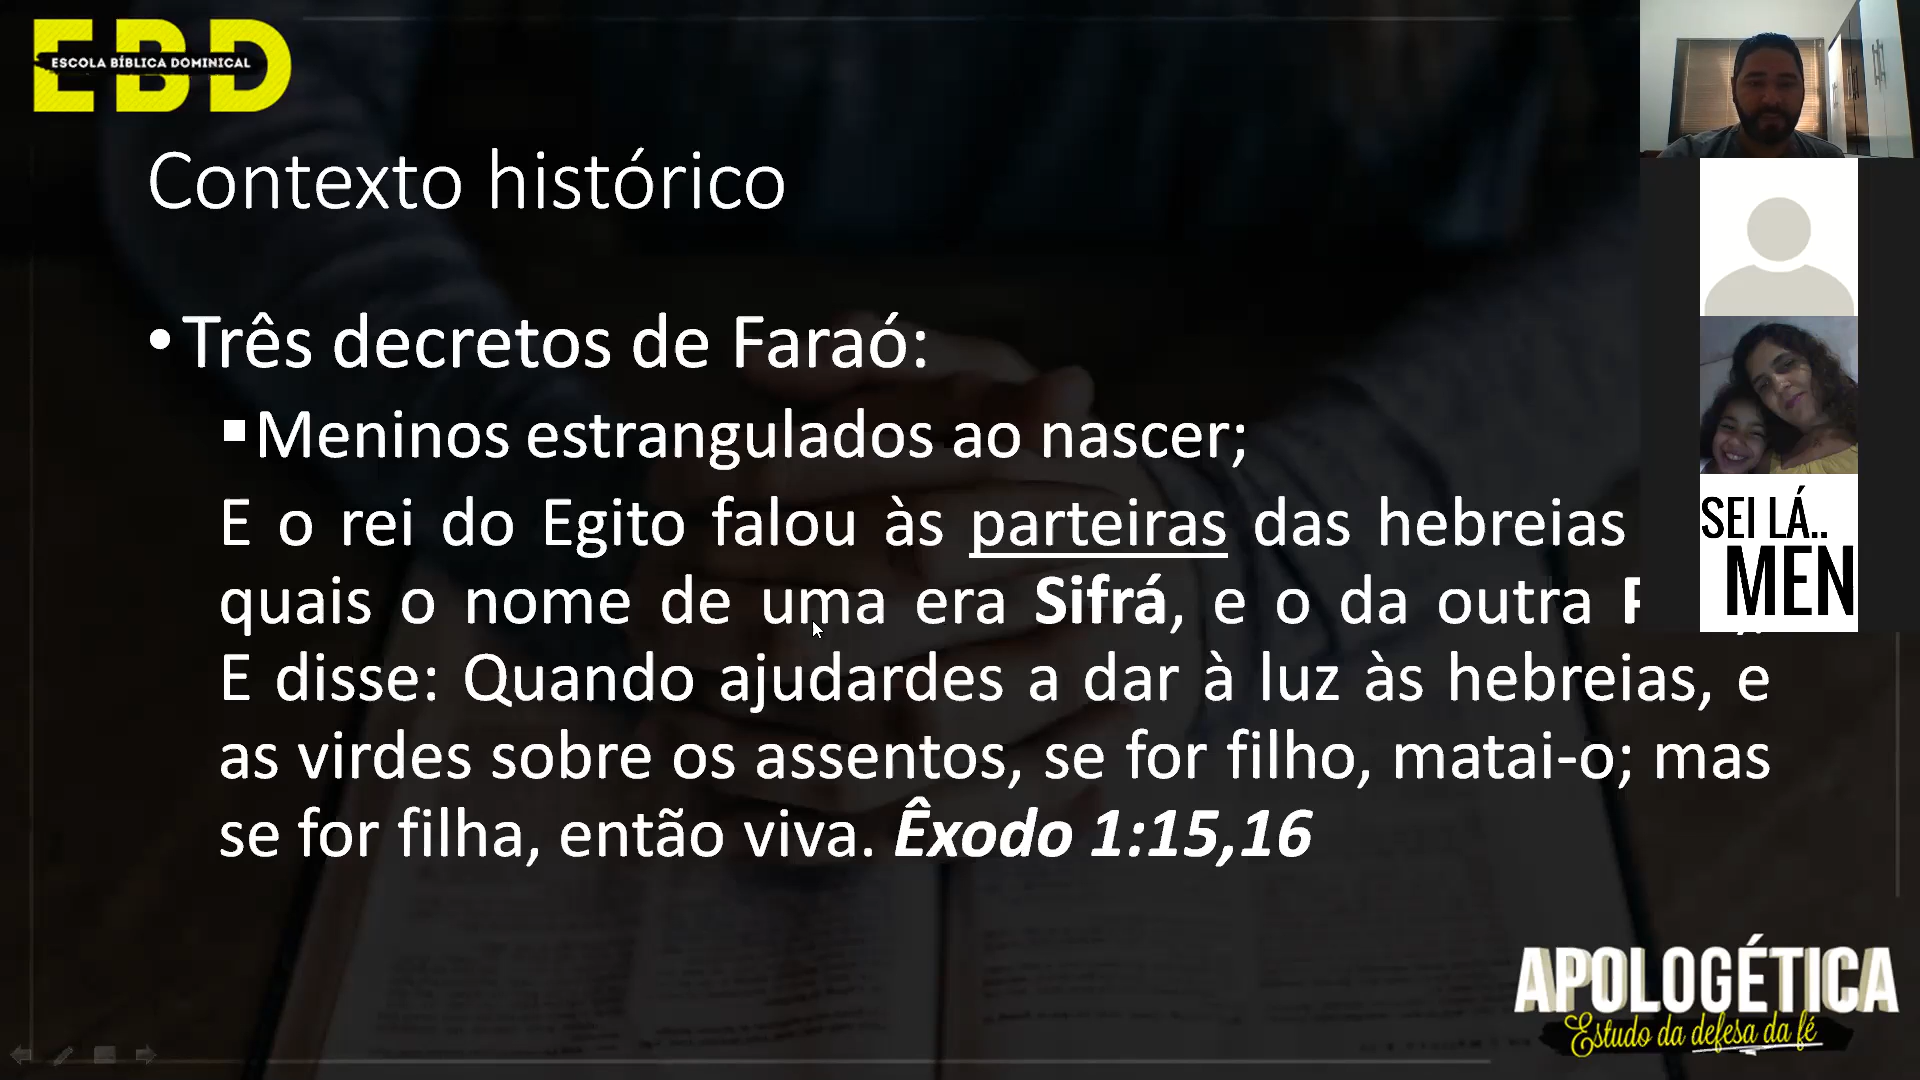 EBD
ESCOLA BÍBLICA DOMINICAL
Contexto histórico
• Três decretos de Faraó:
▪ Meninos estrangulados ao nascer;
E o rei do Egito falou às parteiras das hebreias
quais o nome de uma era Sifrá, e o da outra
E disse: Quando ajudardes a dar à luz às hebreias, e
as virdes sobre os assentos, se for filho, matai-o; mas
se for filha, então viva. Êxodo 1:15,16
SEI LÁ..
MEN
APOLOGÉTICA
Estudo da defesa da fé